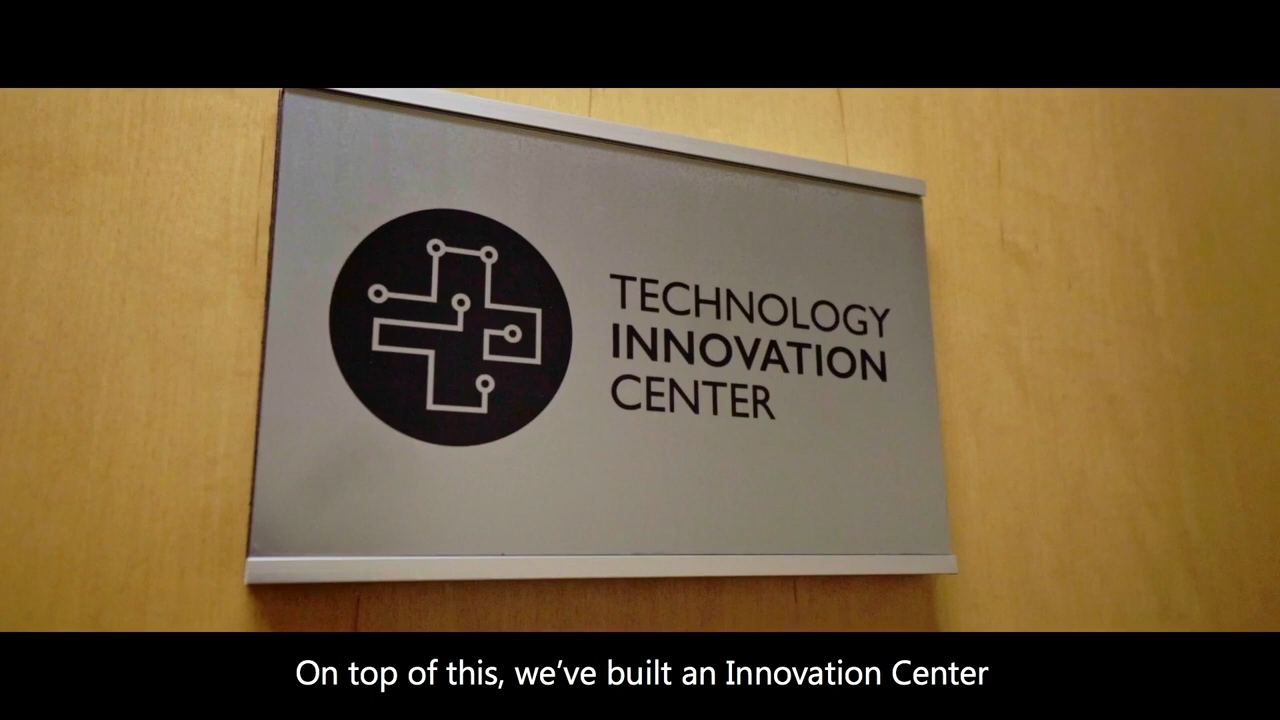 TECHNOLOGY
INNOVATION
CENTER
On top of this, we’ve built an Innovation Center